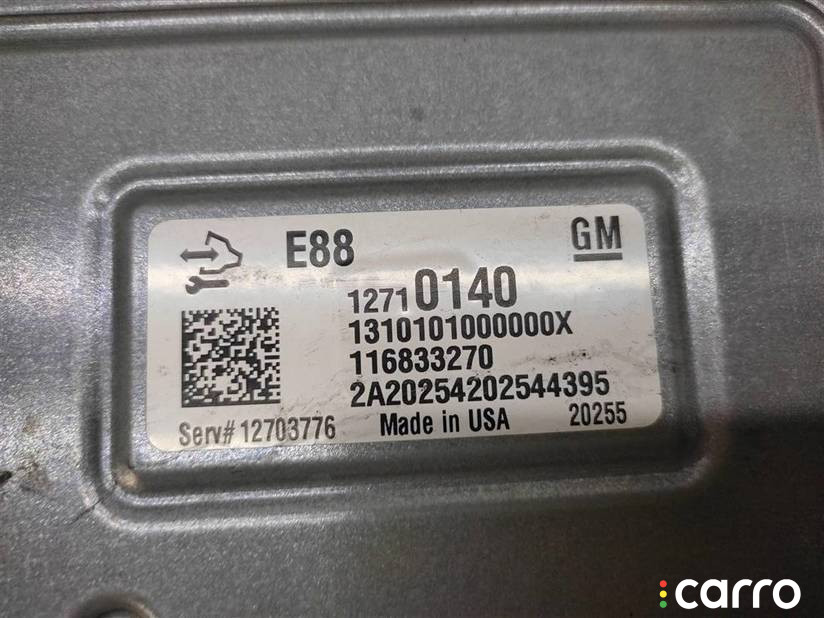 E88
GM
12710140
1310101000000X
116833270
2A20254202544395
Serv# 12703776
Made in USA
20255
carro